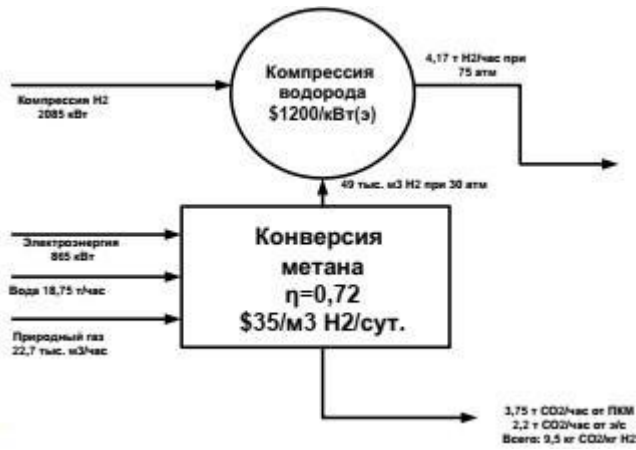 Компрессия
водорода
$1200/кВт(э)
4,17 т H2/час при
75 атм
Компрессия H2
2085 кВт
49 тыс. м3 H2 при 30 атм
Электроэнергия
865 кВт
Вода 18,75 т/час
Природный газ
22,7 тыс. м3/час
Конверсия
метана
η=0,72
$35/м3 H2/сут.
3,75 т CO2/час от ПКМ
2,2 т CO2/час от э/с
Всего: 9,5 кг CO2/кг H2